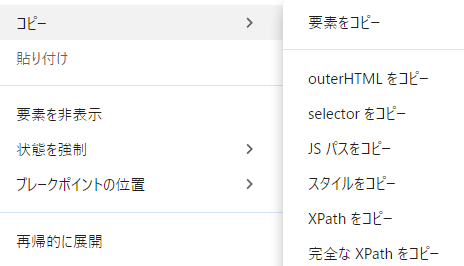 コピー
貼り付け
要素を非表示
状態を強制
ブレークポイントの位置
再帰的に展開
要素をコピー
outerHTML をコピー
selector をコピー
JS パスをコピー
スタイルをコピー
XPath をコピー
完全な XPath をコピー